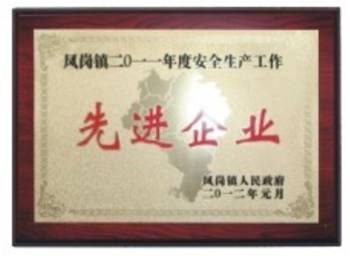 凤岗镇二〇一一年度安全生产工作
先进企业
凤岗镇人民政府
二〇一二年元月